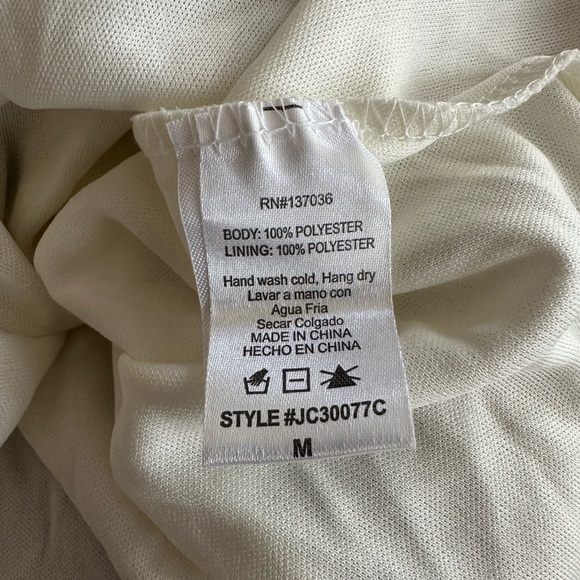 RN#137036
BODY: 100% POLYESTER
LINING: 100% POLYESTER
Hand wash cold, Hang dry
Lavar a mano con
Agua Fria
Secar Colgado
MADE IN CHINA
HECHO EN CHINA
STYLE #JC30077C
M